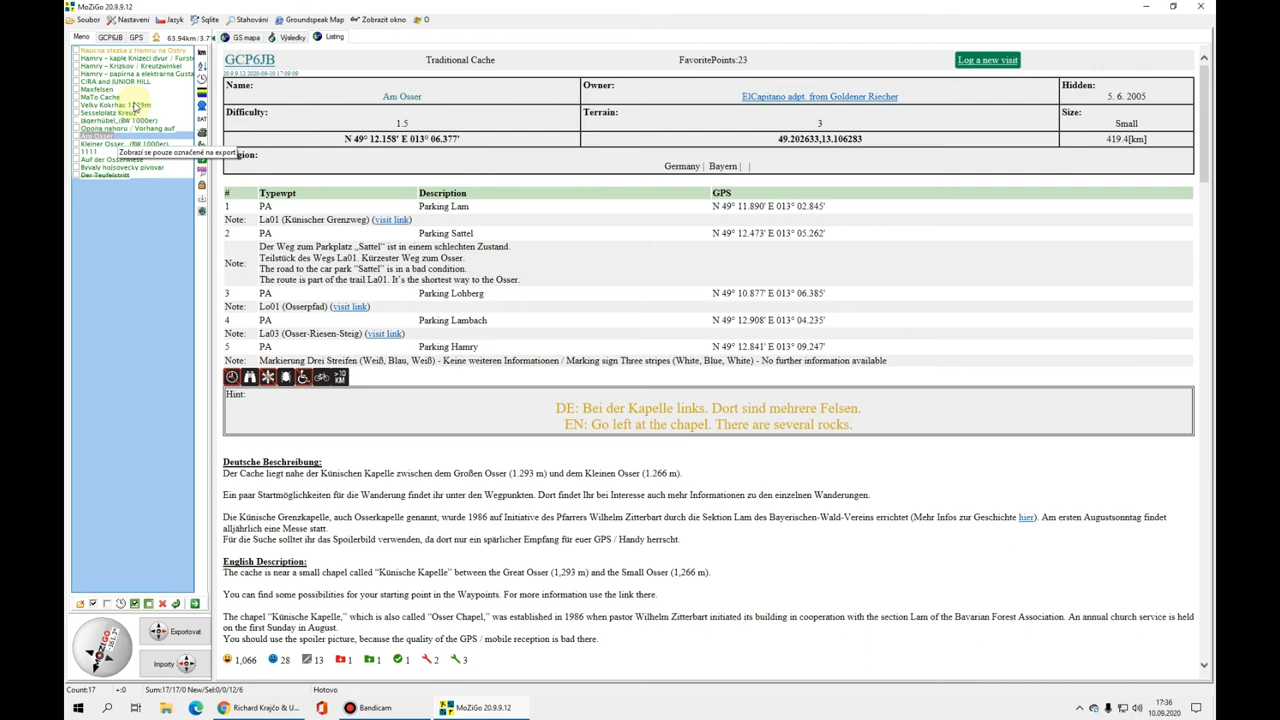 MoZiGo 20.9.9.12
Soubor Nastavení Jazyk Sqlite Stahování Groundspeak Map Zobrazit okno O
Meno GCP6JB GPS 63.94km/3.7 GS mapa Výsledky Listing
Naucna stezka z Hamru na Ostry
Hamry - kaple Knizeci dvur / Furste
Hamry - Krizkov / Kreutzwinkel
Hamry - papirna a elektrarna Gusta
CIRA and JUNIOR HILL
Maxfelsen
MaTo Cache
Velky Kokrhac
Sesselplatz Kreuz
Jägerhübel_(BW 1000er)
Opona nahoru / Vorhang auf
Am Osser
Kleiner Osser_(BW 1000er)
1111
Zobrazí se pouze označené na export
Auf der Osserwiese
Byvaly hojsovecky pivovar
Der Teufelstritt
GCP6JB Traditional Cache FavoritePoints:23 Log a new visit
20.9.9.12 2020-09-10 17:09:09
Name: Owner: Hidden:
Am Osser ElCapitano adpt. from Goldener Riecher 5. 6. 2005
Difficulty: Terrain: Size:
1.5 3 Small
N 49° 12.158' E 013° 06.377' 49.202633,13.106283 419.4[km]
Germany | Bayern | |
# Typewpt Description GPS
1 PA Parking Lam N 49° 11.890' E 013° 02.845'
Note: La01 (Künischer Grenzweg) (visit link)
2 PA Parking Sattel N 49° 12.473' E 013° 05.262'
Note: Der Weg zum Parkplatz „Sattel“ ist in einem schlechten Zustand.
Teilstück des Wegs La01. Kürzester Weg zum Osser.
The road to the car park “Sattel” is in a bad condition.
The route is part of the trail La01. It´s the shortest way to the Osser.
3 PA Parking Lohberg N 49° 10.877' E 013° 06.385'
Note: Lo01 (Osserpfad) (visit link)
4 PA Parking Lambach N 49° 12.908' E 013° 04.235'
Note: La03 (Osser-Riesen-Steig) (visit link)
5 PA Parking Hamry N 49° 12.841' E 013° 09.247'
Note: Markierung Drei Streifen (Weiß, Blau, Weiß) - Keine weiteren Informationen / Marking sign Three stripes (White, Blue, White) - No further information available
>10 KM
Hint:
DE: Bei der Kapelle links. Dort sind mehrere Felsen.
EN: Go left at the chapel. There are several rocks.
Deutsche Beschreibung:
Der Cache liegt nahe der Künischen Kapelle zwischen dem Großen Osser (1.293 m) und dem Kleinen Osser (1.266 m).
Ein paar Startmöglichkeiten für die Wanderung findet ihr unter den Wegpunkten. Dort findet Ihr bei Interesse auch mehr Informationen zu den einzelnen Wanderungen.
Die Künische Grenzkapelle, auch Osserkapelle genannt, wurde 1986 auf Initiative des Pfarrers Wilhelm Zitterbart durch die Sektion Lam des Bayerischen-Wald-Vereins errichtet (Mehr Infos zur Geschichte hier). Am ersten Augustsonntag findet
alljährlich eine Messe statt.
Für die Suche solltet ihr das Spoilerbild verwenden, da dort nur ein spärlicher Empfang für euer GPS / Handy herrscht.
English Description:
The cache is near a small chapel called “Künische Kapelle” between the Great Osser (1,293 m) and the Small Osser (1,266 m).
You can find some possibilities for your starting point in the Waypoints. For more information use the link there.
The chapel “Künische Kapelle,” which is also called “Osser Chapel,” was established in 1986 when pastor Wilhelm Zitterbart instigated its building in cooperation with the section Lam of the Bavarian Forest Association. An annual church service is held
on the first Sunday in August.
You should use the spoiler picture, because the quality of the GPS / mobile reception is bad there.
1,066 28 13 1 1 1 2 3
Exportovat
Importy
MOZIGO
Count:17 +:0 Sum:17/17/0 New/Sel:0/0/12/6 Hotovo
Richard Krajčo & U... Bandicam MoZiGo 20.9.9.12
17:36
10.09.2020